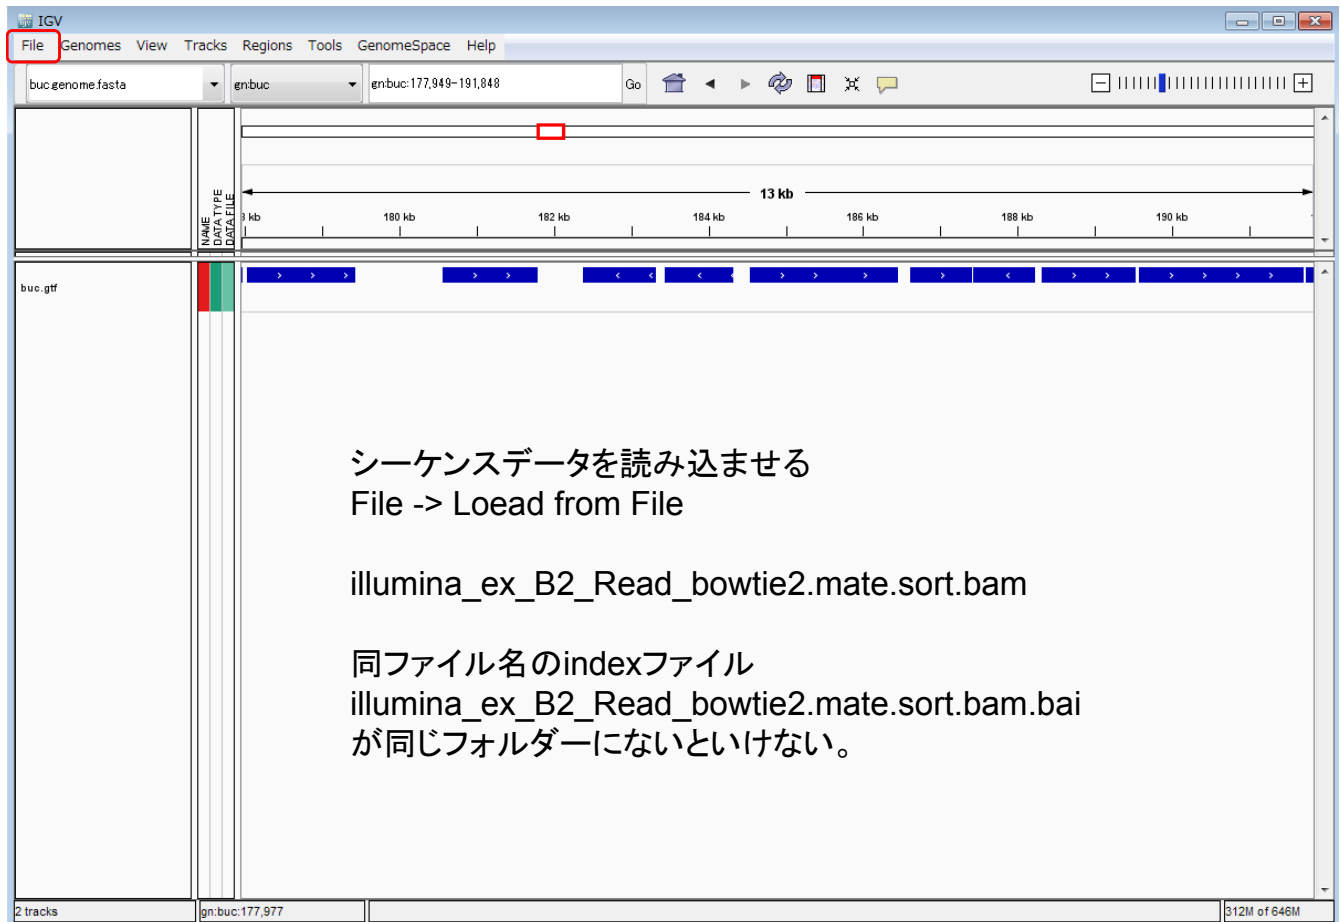 IGV
File Genomes View Tracks Regions Tools GenomeSpace Help
buc.genome.fasta gn:buc gn:buc:177,949-191,848 Go
NAME
DATA TYPE
DATA FILE
13 kb
8 kb 180 kb 182 kb 184 kb 186 kb 188 kb 190 kb
buc.gtf
シーケンスデータを読み込ませる
File -> Loead from File
illumina_ex_B2_Read_bowtie2.mate.sort.bam
同ファイル名のindexファイル
illumina_ex_B2_Read_bowtie2.mate.sort.bam.bai
が同じフォルダーにないといけない。
2 tracks gn:buc:177,977 312M of 646M